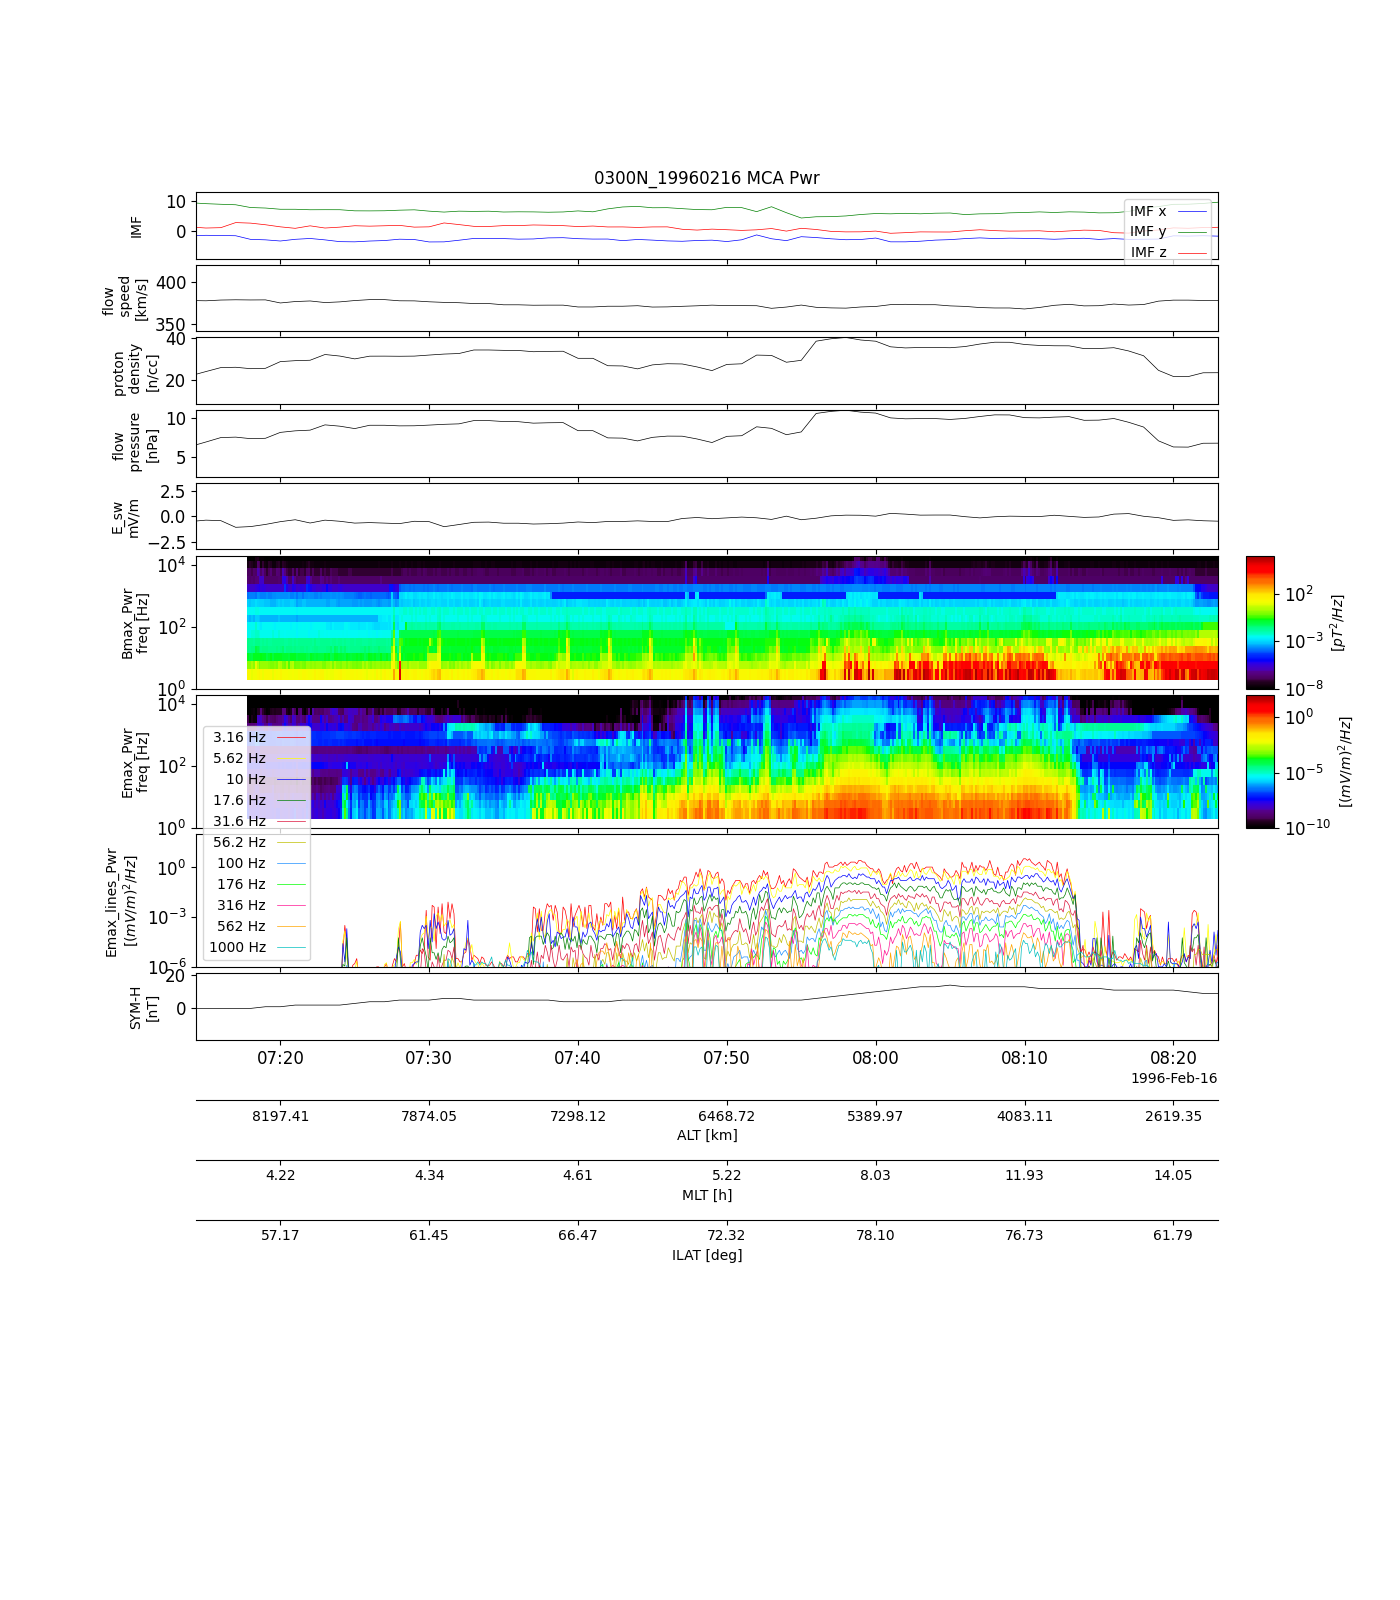 0300N_19960216 MCA Pwr
10
0
IMF
IMF x
IMF y
IMF z
400
350
flow
speed
[km/s]
40
20
proton
density
[n/cc]
10
5
flow
pressure
[nPa]
2.5
0.0
−2.5
E_sw
mV/m
10^4
10^2
10^0
Bmax_Pwr
freq [Hz]
10^2
10^−3
10^−8
[pT^2/Hz]
10^4
10^2
10^0
Emax_Pwr
freq [Hz]
10^0
10^−5
10^−10
[(mV/m)^2/Hz]
3.16 Hz
5.62 Hz
10 Hz
17.6 Hz
31.6 Hz
56.2 Hz
100 Hz
176 Hz
316 Hz
562 Hz
1000 Hz
10^0
10^−3
10^−6
Emax_lines_Pwr
[(mV/m)^2/Hz]
20
0
SYM-H
[nT]
07:20 07:30 07:40 07:50 08:00 08:10 08:20
1996-Feb-16
8197.41 7874.05 7298.12 6468.72 5389.97 4083.11 2619.35
ALT [km]
4.22 4.34 4.61 5.22 8.03 11.93 14.05
MLT [h]
57.17 61.45 66.47 72.32 78.10 76.73 61.79
ILAT [deg]